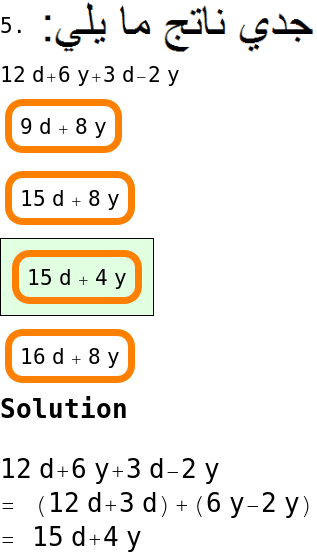 5. جدي ناتج ما يلي:
12 d+6 y+3 d−2 y
9 d + 8 y
15 d + 8 y
15 d + 4 y
16 d + 8 y
Solution
12 d+6 y+3 d−2 y
= (12 d+3 d) + (6 y−2 y)
= 15 d+4 y